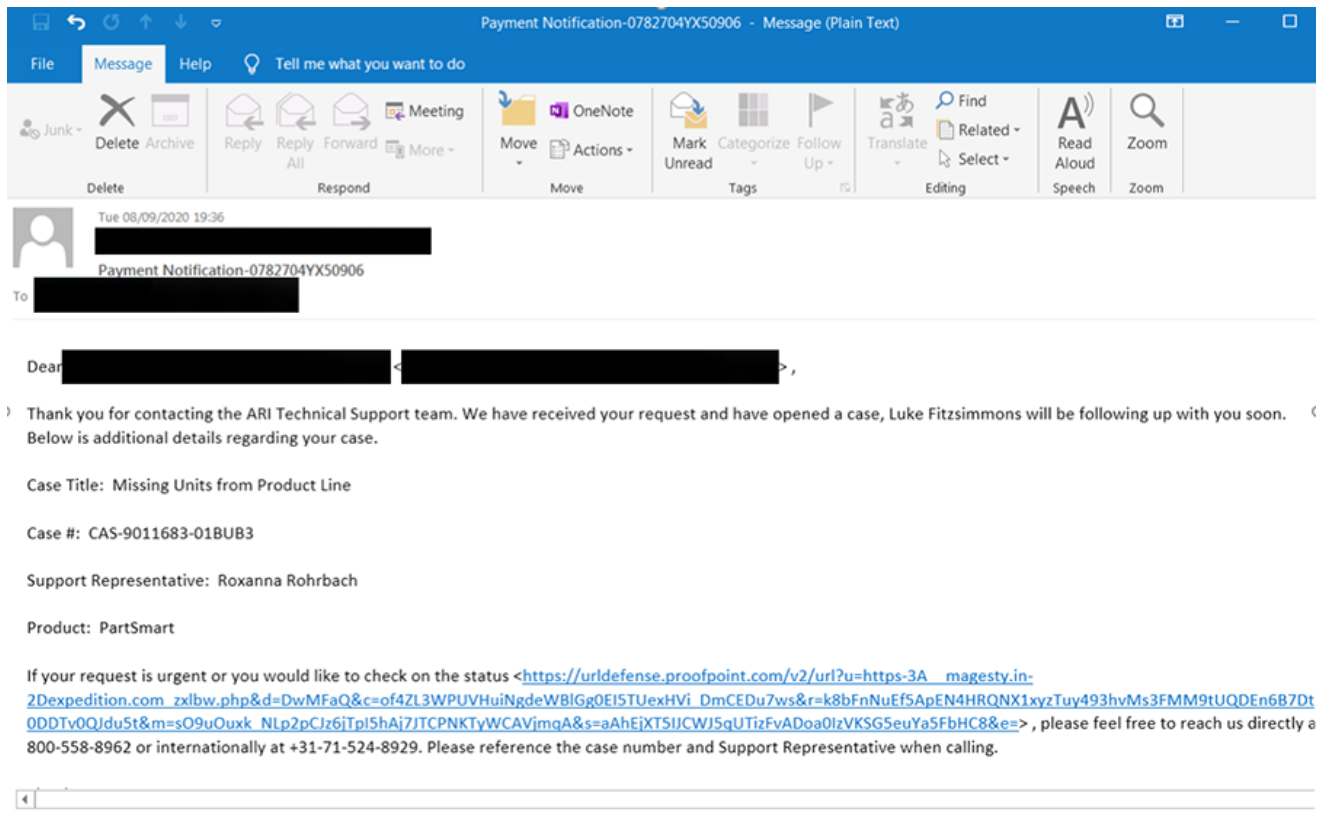 Payment Notification-0782704YX50906 - Message (Plain Text)
File Message Help Tell me what you want to do
Junk
Delete
Archive
Delete
Reply
Reply All
Forward
Meeting
More
Respond
Move
OneNote
Actions
Move
Mark Unread
Categorize
Follow Up
Tags
Translate
Find
Related
Select
Editing
Read Aloud
Speech
Zoom
Zoom
Tue 08/09/2020 19:36
Payment Notification-0782704YX50906
To
Dear < > ,
Thank you for contacting the ARI Technical Support team. We have received your request and have opened a case, Luke Fitzsimmons will be following up with you soon.
Below is additional details regarding your case.
Case Title: Missing Units from Product Line
Case #: CAS-9011683-01BUB3
Support Representative: Roxanna Rohrbach
Product: PartSmart
If your request is urgent or you would like to check on the status <https://urldefense.proofpoint.com/v2/url?u=https-3A__magesty.in-
2Dexpedition.com_zxlbw.php&d=DwMFaQ&c=of4ZL3WPUVHuiNgdeWBlGg0EI5TUexHVi_DmCEDu7ws&r=k8bFnNuEf5ApEN4HRQNX1xyzTuy493hvMs3FMM9tUQDEn6B7Dt
0DDTv0QJdu5t&m=sO9uOuxk_NLp2pCJz6jTpI5hAj7JTCPNKTyWCAVjmqA&s=aAhEjXT5IJCWJ5qUTizFvADoa0IzVKSG5euYa5FbHC8&e=> , please feel free to reach us directly a
800-558-8962 or internationally at +31-71-524-8929. Please reference the case number and Support Representative when calling.